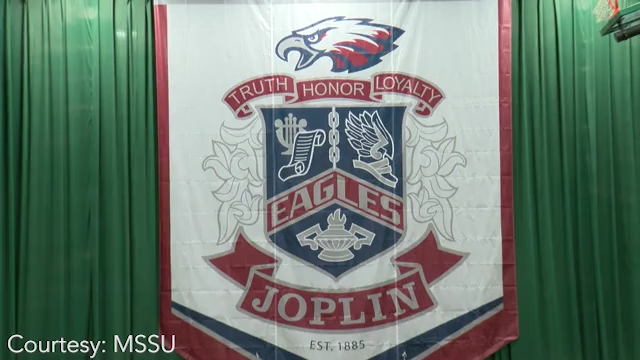 TRUTH HONOR LOYALTY
EAGLES
JOPLIN
EST. 1885
Courtesy: MSSU